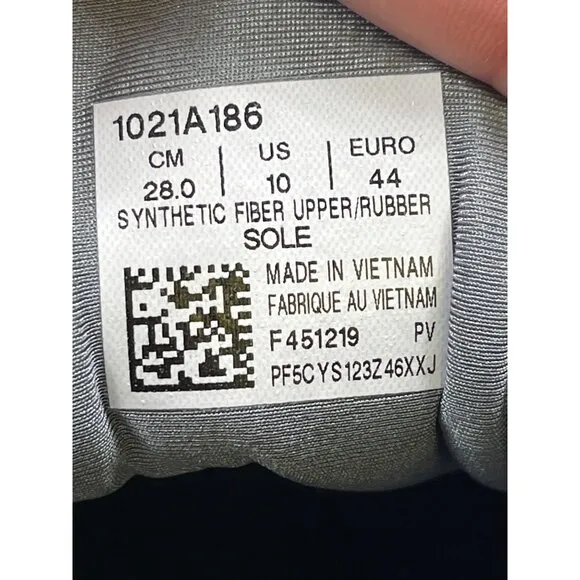 1021A186
CM | US | EURO
28.0 | 10 | 44
SYNTHETIC FIBER UPPER/RUBBER
SOLE
MADE IN VIETNAM
FABRIQUE AU VIETNAM
F451219 PV
PF5CYS123Z46XXJ